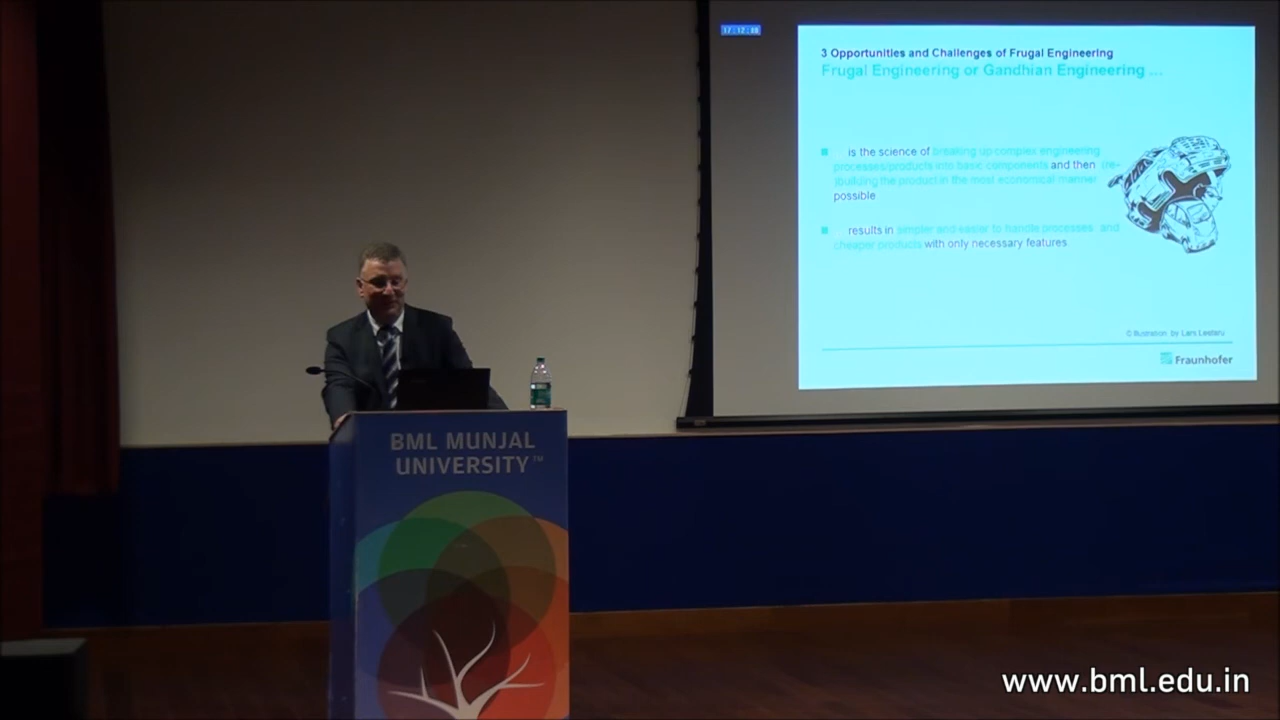 17:12:
3 Opportunities and Challenges of Frugal Engineering
Frugal Engineering or Gandhian Engineering ...
is the science of breaking up complex engineering
processes/products into basic components and then (re-
)building the product in the most economical manner
possible
results in simpler and easier to handle processes and
cheaper products with only necessary features
© Illustration by Lars
Fraunhofer
BML MUNJAL
UNIVERSITY™
www.bml.edu.in